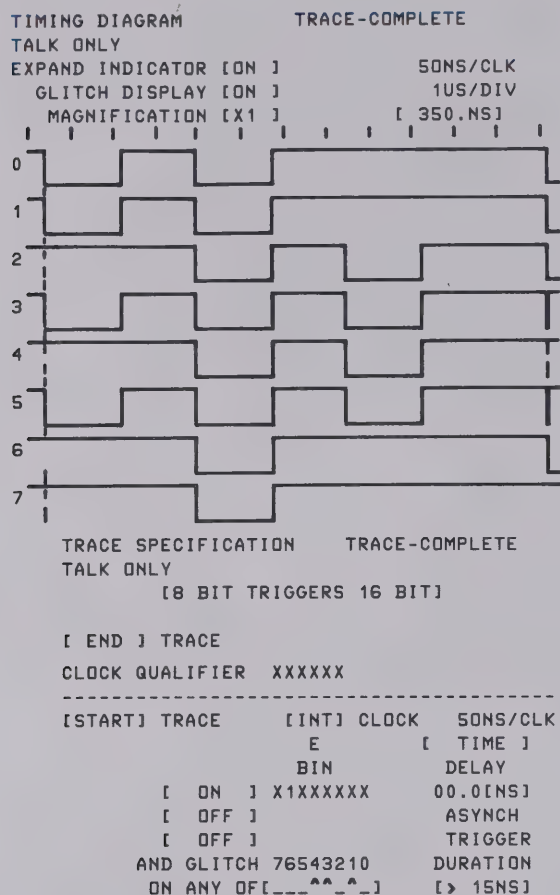 TIMING DIAGRAM TRACE-COMPLETE
TALK ONLY
EXPAND INDICATOR [ON ] 50NS/CLK
GLITCH DISPLAY [ON ] 1US/DIV
MAGNIFICATION [X1 ] [ 350.NS]
0
1
2
3
4
5
6
7
TRACE SPECIFICATION TRACE-COMPLETE
TALK ONLY
[8 BIT TRIGGERS 16 BIT]
[ END ] TRACE
CLOCK QUALIFIER XXXXXX
--------------------------------------------------
[START] TRACE [INT] CLOCK 50NS/CLK
E [ TIME ]
BIN DELAY
[ ON ] X1XXXXXX 00.0[NS]
[ OFF ] ASYNCH
[ OFF ] TRIGGER
AND GLITCH 76543210 DURATION
ON ANY OF[___^^_^_] [> 15NS]